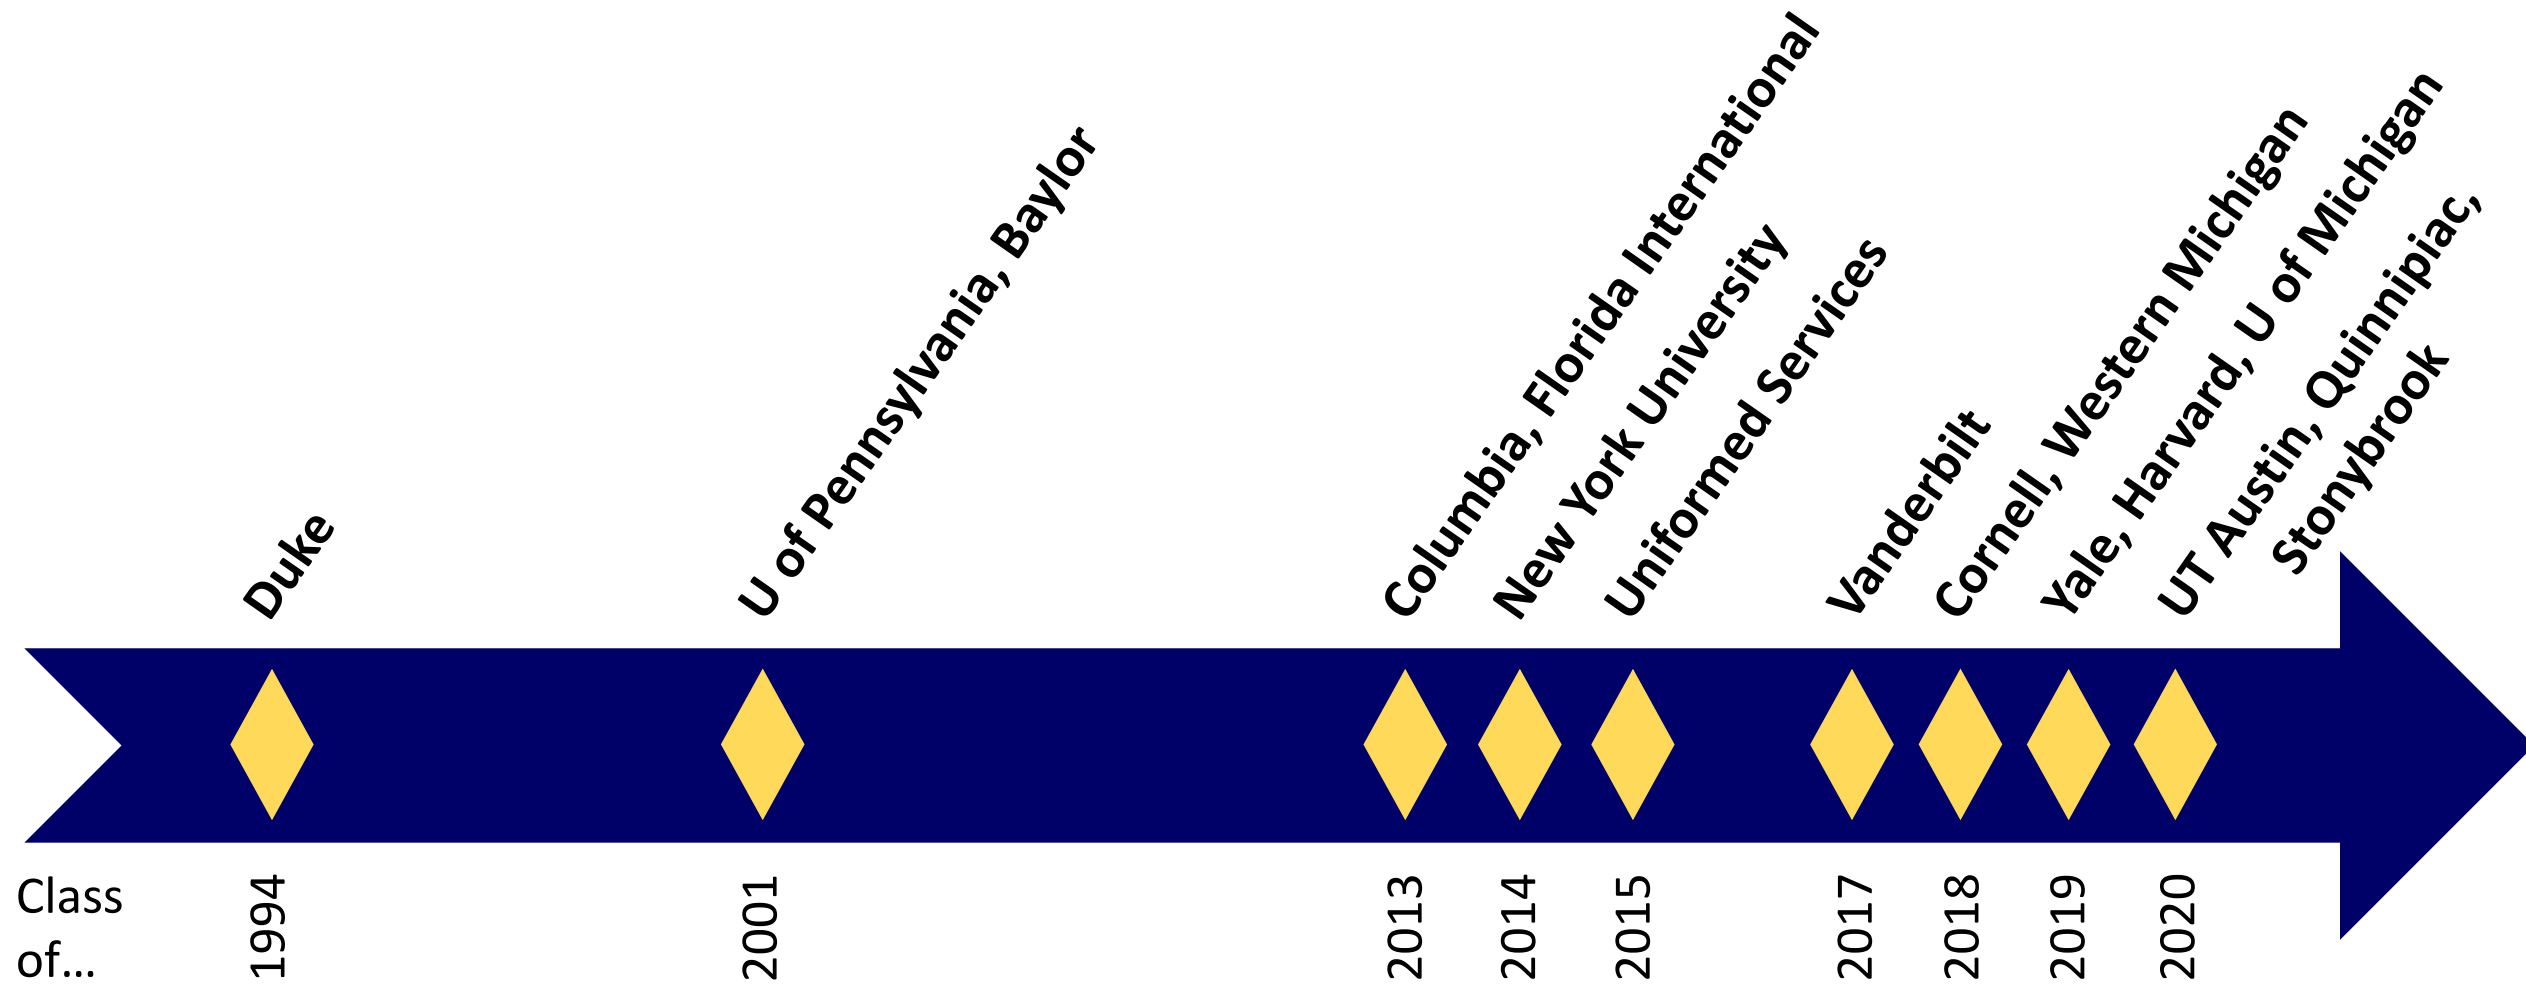 Duke
U of Pennsylvania, Baylor
Columbia, Florida International
New York University
Uniformed Services
Vanderbilt
Cornell, Western Michigan
Yale, Harvard, U of Michigan
UT Austin, Quinnipiac,
Stonybrook
Class
of...
1994
2001
2013
2014
2015
2017
2018
2019
2020